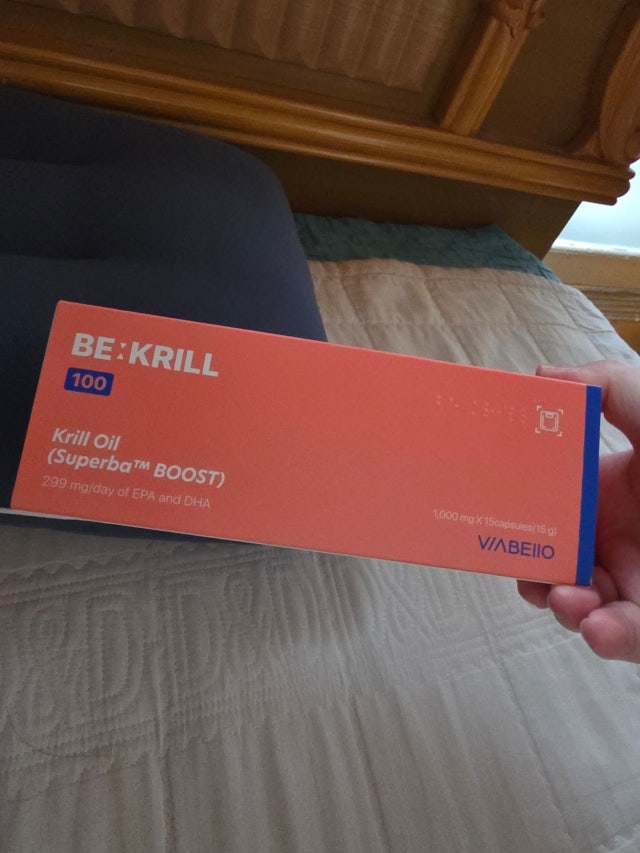 BE:KRILL
100
Krill Oil
(Superba™ BOOST)
299 mg/day of EPA and DHA
1,000 mg X 15capsules(15 g)
VIABEIIO